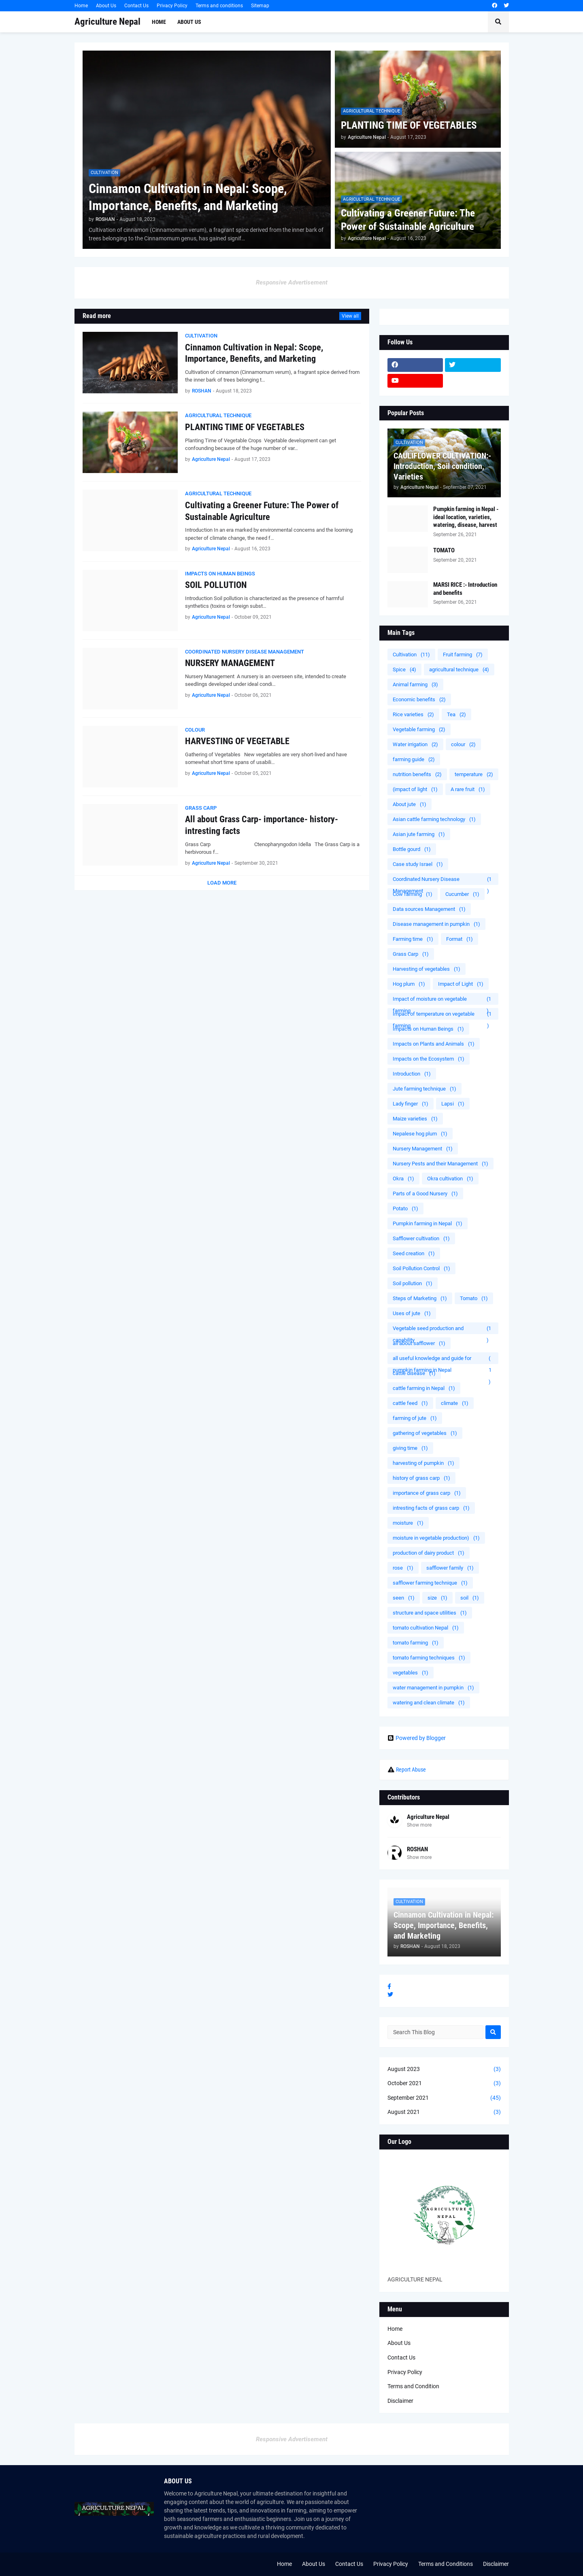 Home About Us Contact Us Privacy Policy Terms and conditions Sitemap
Agriculture Nepal HOME ABOUT US
CULTIVATION
Cinnamon Cultivation in Nepal: Scope,
Importance, Benefits, and Marketing
by ROSHAN - August 18, 2023
Cultivation of cinnamon (Cinnamomum verum), a fragrant spice derived from the inner bark of
trees belonging to the Cinnamomum genus, has gained signif…
AGRICULTURAL TECHNIQUE
PLANTING TIME OF VEGETABLES
by Agriculture Nepal - August 17, 2023
AGRICULTURAL TECHNIQUE
Cultivating a Greener Future: The
Power of Sustainable Agriculture
by Agriculture Nepal - August 16, 2023
Responsive Advertisement
Read more View all
CULTIVATION
Cinnamon Cultivation in Nepal: Scope,
Importance, Benefits, and Marketing
Cultivation of cinnamon (Cinnamomum verum), a fragrant spice derived from
the inner bark of trees belonging t…
by ROSHAN - August 18, 2023
AGRICULTURAL TECHNIQUE
PLANTING TIME OF VEGETABLES
Planting Time of Vegetable Crops Vegetable development can get
confounding because of the huge number of var…
by Agriculture Nepal - August 17, 2023
AGRICULTURAL TECHNIQUE
Cultivating a Greener Future: The Power of
Sustainable Agriculture
Introduction In an era marked by environmental concerns and the looming
specter of climate change, the need f…
by Agriculture Nepal - August 16, 2023
IMPACTS ON HUMAN BEINGS
SOIL POLLUTION
Introduction Soil pollution is characterized as the presence of harmful
synthetics (toxins or foreign subst…
by Agriculture Nepal - October 09, 2021
COORDINATED NURSERY DISEASE MANAGEMENT
NURSERY MANAGEMENT
Nursery Management A nursery is an overseen site, intended to create
seedlings developed under ideal condi…
by Agriculture Nepal - October 06, 2021
COLOUR
HARVESTING OF VEGETABLE
Gathering of Vegetables New vegetables are very short-lived and have
somewhat short time spans of usabili…
by Agriculture Nepal - October 05, 2021
GRASS CARP
All about Grass Carp- importance- history-
intresting facts
Grass Carp Ctenopharyngodon idella The Grass Carp is a
herbivorous f…
by Agriculture Nepal - September 30, 2021
LOAD MORE
Follow Us
Popular Posts
CULTIVATION
CAULIFLOWER CULTIVATION:-
Introduction, Soil condition,
Varieties
by Agriculture Nepal - September 07, 2021
Pumpkin farming in Nepal -
ideal location, varieties,
watering, disease, harvest
September 26, 2021
TOMATO
September 20, 2021
MARSI RICE :- Introduction
and benefits
September 06, 2021
Main Tags
Cultivation (11) Fruit farming (7)
Spice (4) agricultural technique (4)
Animal farming (3)
Economic benefits (2)
Rice varieties (2) Tea (2)
Vegetable farming (2)
Water irrigation (2) colour (2)
farming guide (2)
nutrition benefits (2) temperature (2)
(impact of light (1) A rare fruit (1)
About jute (1)
Asian cattle farming technology (1)
Asian jute farming (1)
Bottle gourd (1)
Case study Israel (1)
Coordinated Nursery Disease (1
Management )
Cow farming (1) Cucumber (1)
Data sources Management (1)
Disease management in pumpkin (1)
Farming time (1) Format (1)
Grass Carp (1)
Harvesting of vegetables (1)
Hog plum (1) Impact of Light (1)
Impact of moisture on vegetable (1
farming )
Impact of temperature on vegetable (1
farming )
Impacts on Human Beings (1)
Impacts on Plants and Animals (1)
Impacts on the Ecosystem (1)
Introduction (1)
Jute farming technique (1)
Lady finger (1) Lapsi (1)
Maize varieties (1)
Nepalese hog plum (1)
Nursery Management (1)
Nursery Pests and their Management (1)
Okra (1) Okra cultivation (1)
Parts of a Good Nursery (1)
Potato (1)
Pumpkin farming in Nepal (1)
Safflower cultivation (1)
Seed creation (1)
Soil Pollution Control (1)
Soil pollution (1)
Steps of Marketing (1) Tomato (1)
Uses of jute (1)
Vegetable seed production and (1
capability )
all about safflower (1)
all useful knowledge and guide for (
pumpkin farming in Nepal 1
)
cattle disease (1)
cattle farming in Nepal (1)
cattle feed (1) climate (1)
farming of jute (1)
gathering of vegetables (1)
giving time (1)
harvesting of pumpkin (1)
history of grass carp (1)
importance of grass carp (1)
intresting facts of grass carp (1)
moisture (1)
moisture in vegetable production) (1)
production of dairy product (1)
rose (1) safflower family (1)
safflower farming technique (1)
seen (1) size (1) soil (1)
structure and space utilities (1)
tomato cultivation Nepal (1)
tomato farming (1)
tomato farming techniques (1)
vegetables (1)
water management in pumpkin (1)
watering and clean climate (1)
Powered by Blogger
Report Abuse
Contributors
Agriculture Nepal
Show more
ROSHAN
Show more
CULTIVATION
Cinnamon Cultivation in Nepal:
Scope, Importance, Benefits,
and Marketing
by ROSHAN - August 18, 2023
Search This Blog
August 2023 (3)
October 2021 (3)
September 2021 (45)
August 2021 (3)
Our Logo
AGRICULTURE
NEPAL
AGRICULTURE NEPAL
Menu
Home
About Us
Contact Us
Privacy Policy
Terms and Condition
Disclaimer
Responsive Advertisement
AGRICULTURE NEPAL
ABOUT US
Welcome to Agriculture Nepal, your ultimate destination for insightful and
engaging content about the world of agriculture. We are passionate about
sharing the latest trends, tips, and innovations in farming, aiming to empower
both seasoned farmers and enthusiasts moderns. Join us on a journey of
growth and knowledge as we cultivate a thriving community dedicated to
sustainable agriculture practices and rural development.
Home About Us Contact Us Privacy Policy Terms and Conditions Disclaimer